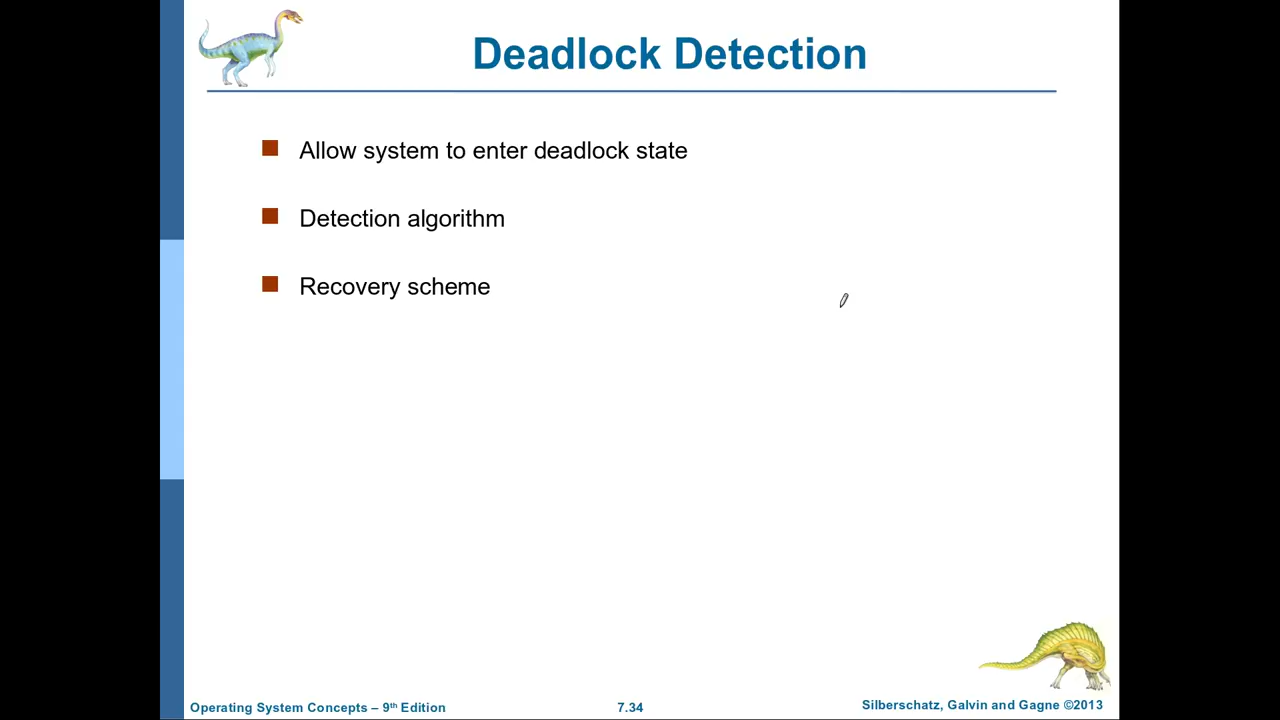 Deadlock Detection
Allow system to enter deadlock state
Detection algorithm
Recovery scheme
Operating System Concepts – 9th Edition
7.34
Silberschatz, Galvin and Gagne ©2013